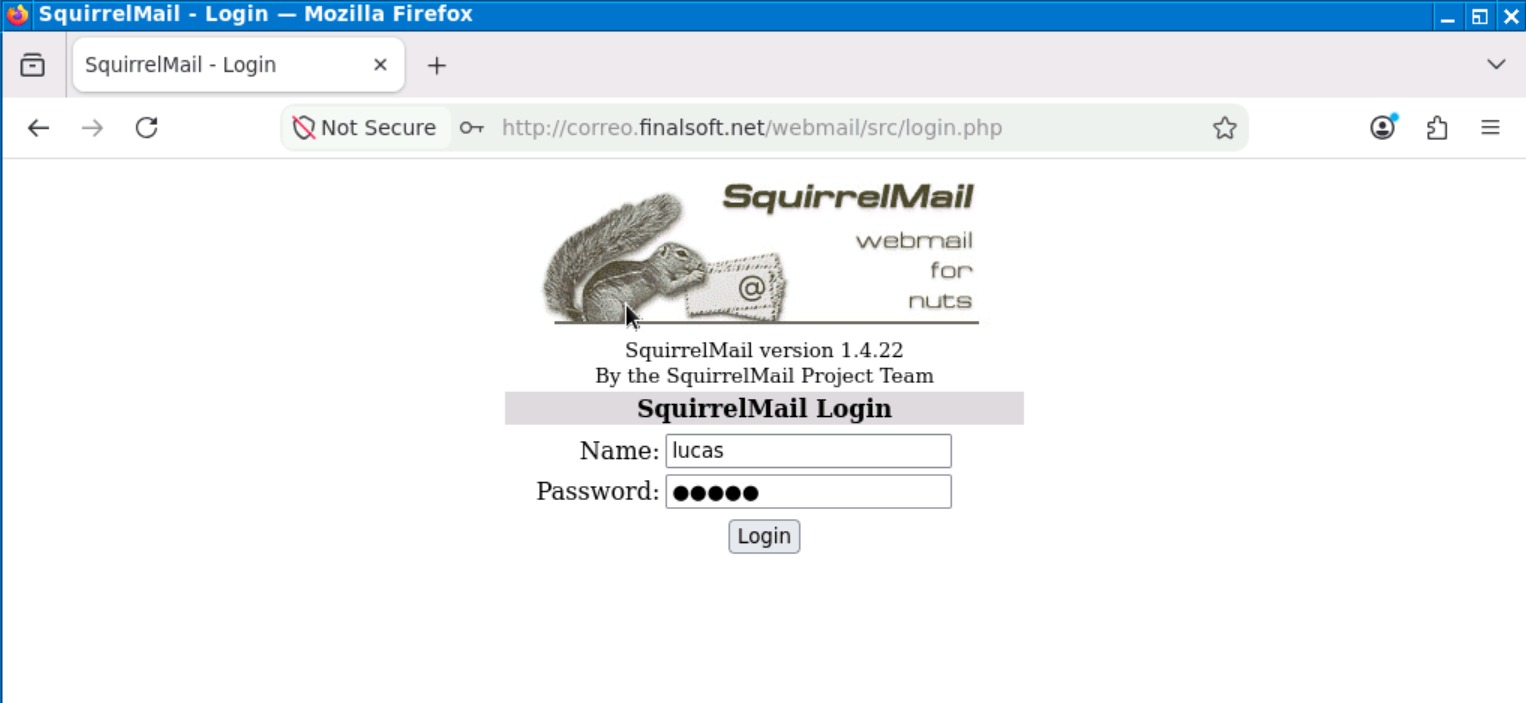 SquirrelMail - Login — Mozilla Firefox
SquirrelMail - Login
Not Secure http://correo.finalsoft.net/webmail/src/login.php
SquirrelMail
webmail
for
nuts
@
SquirrelMail version 1.4.22
By the SquirrelMail Project Team
SquirrelMail Login
Name: lucas
Password: ●●●●●
Login